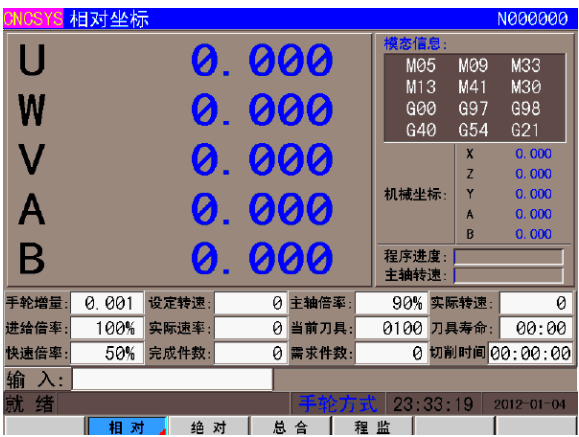 CNCSYS 相对坐标 N000000
U 0.000
W 0.000
V 0.000
A 0.000
B 0.000
模态信息:
M05 M09 M33
M13 M41 M30
G00 G97 G98
G40 G54 G21
机械坐标:
X 0.000
Z 0.000
Y 0.000
A 0.000
B 0.000
程序进度:
主轴转速:
手轮增量: 0.001 设定转速: 0 主轴倍率: 90% 实际转速: 0
进给倍率: 100% 实际速率: 0 当前刀具: 0100 刀具寿命: 00:00
快速倍率: 50% 完成件数: 0 需求件数: 0 切削时间 00:00:00
输 入:
就 绪 手轮方式 23:33:19 2012-01-04
相 对 绝 对 总 合 程 监